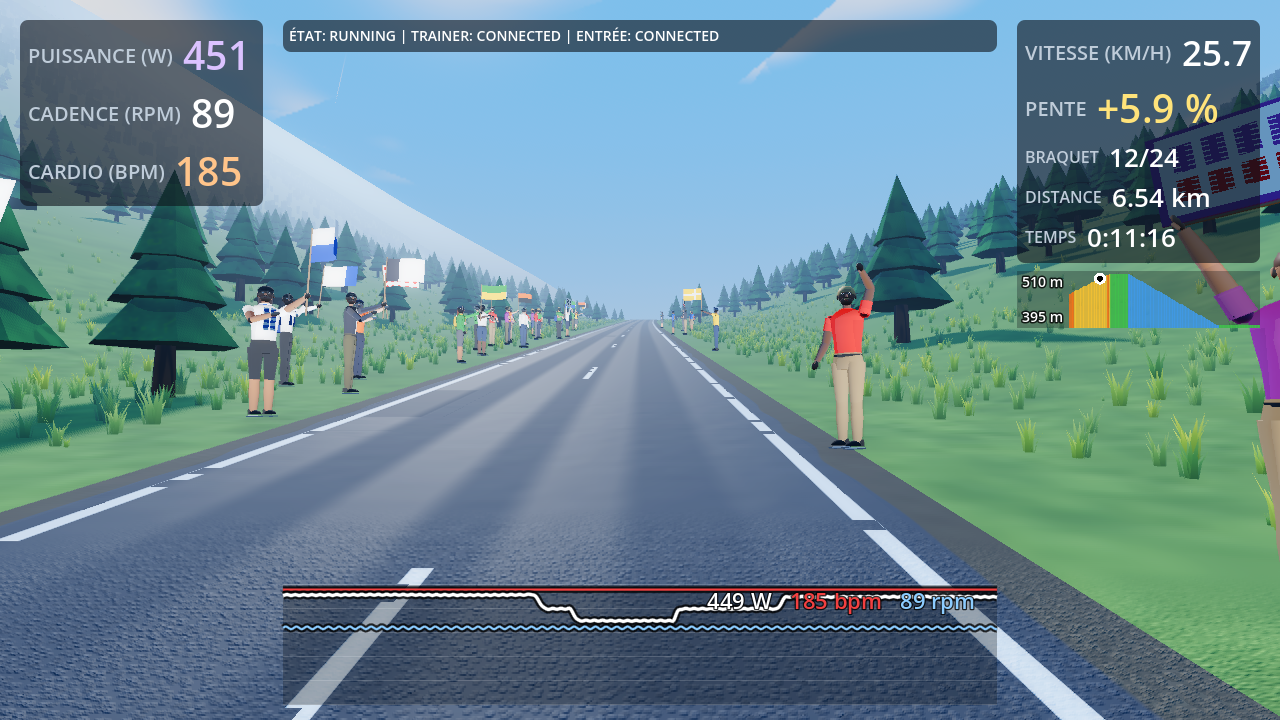 PUISSANCE (W) 451
CADENCE (RPM) 89
CARDIO (BPM) 185
ÉTAT: RUNNING | TRAINER: CONNECTED | ENTRÉE: CONNECTED
VITESSE (KM/H) 25.7
PENTE +5.9 %
BRAQUET 12/24
DISTANCE 6.54 km
TEMPS 0:11:16
510 m
395 m
449 W 185 bpm 89 rpm